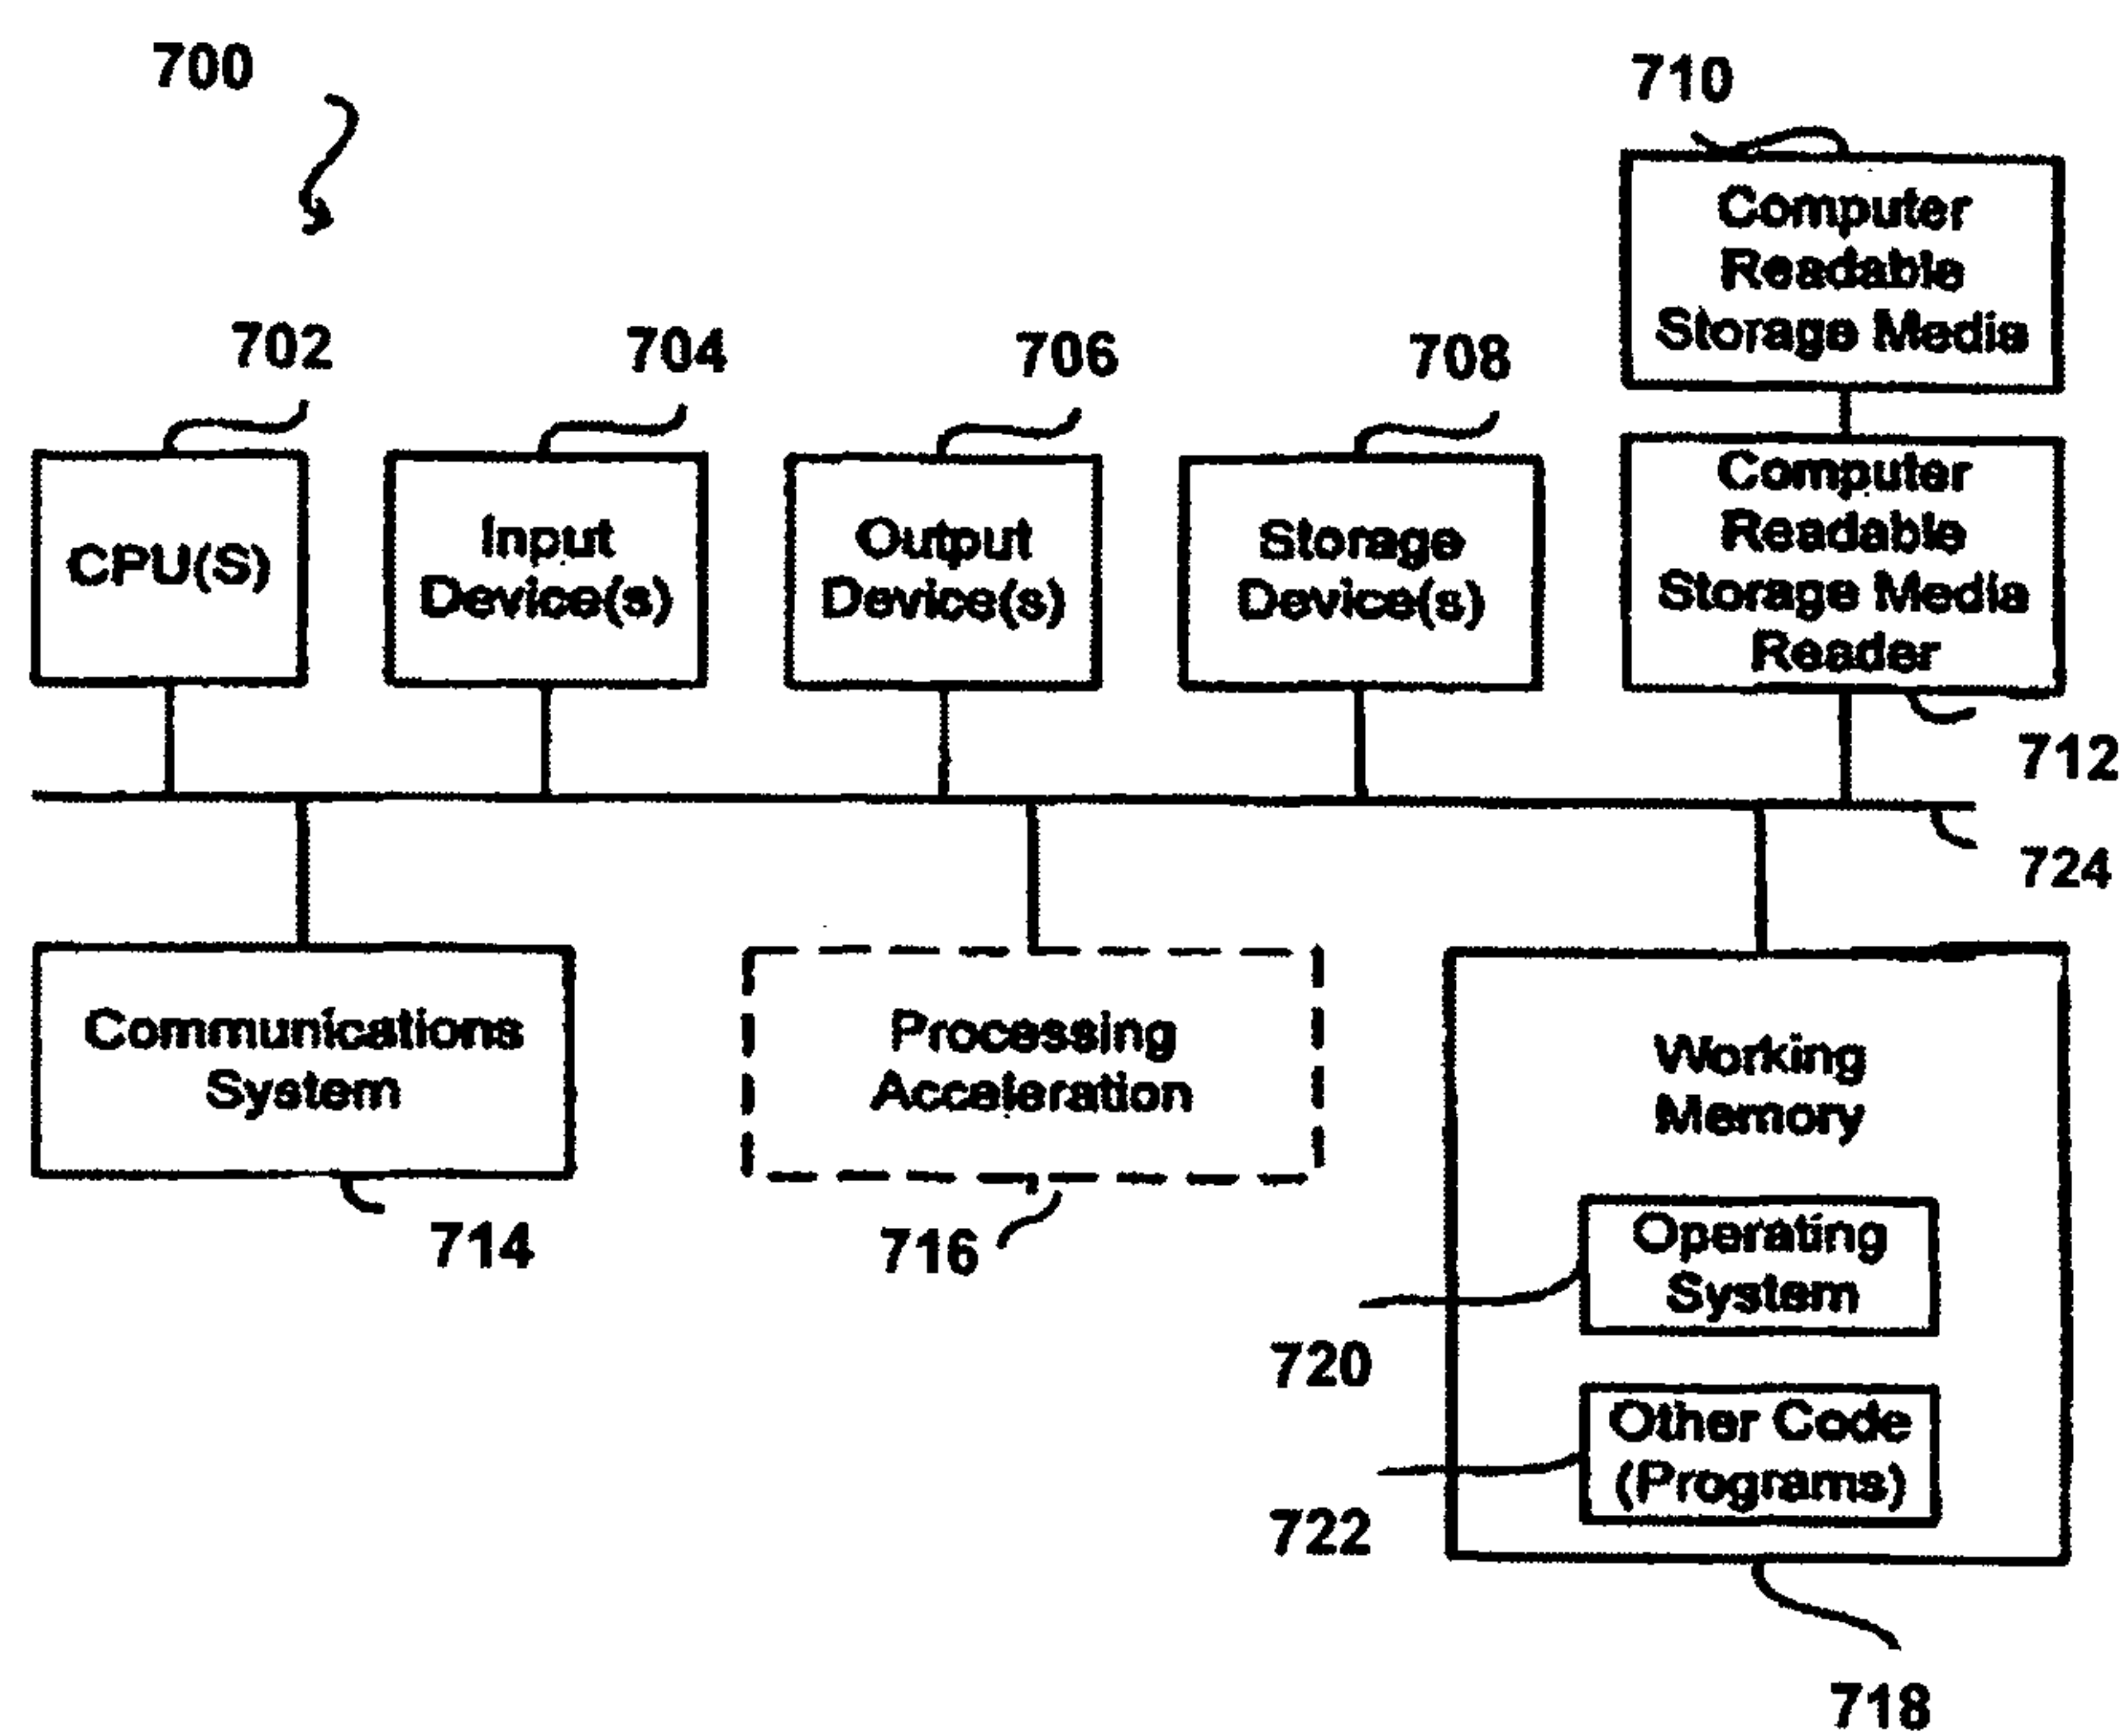 700
710
Computer
Readable
Storage Media
702
704
706
708
CPU(S)
Input
Device(s)
Output
Device(s)
Storage
Device(s)
Computer
Readable
Storage Media
Reader
712
724
Communications
System
714
Processing
Acceleration
716
Working
Memory
Operating
System
720
Other Code
(Programs)
722
718